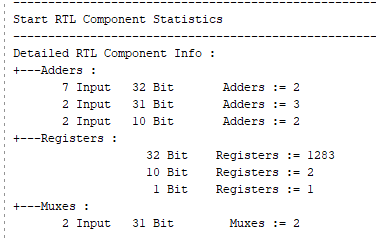 ---------------------------------------------------------
Start RTL Component Statistics
---------------------------------------------------------
Detailed RTL Component Info :
+---Adders :
7 Input 32 Bit Adders := 2
2 Input 31 Bit Adders := 3
2 Input 10 Bit Adders := 2
+---Registers :
32 Bit Registers := 1283
10 Bit Registers := 2
1 Bit Registers := 1
+---Muxes :
2 Input 31 Bit Muxes := 2